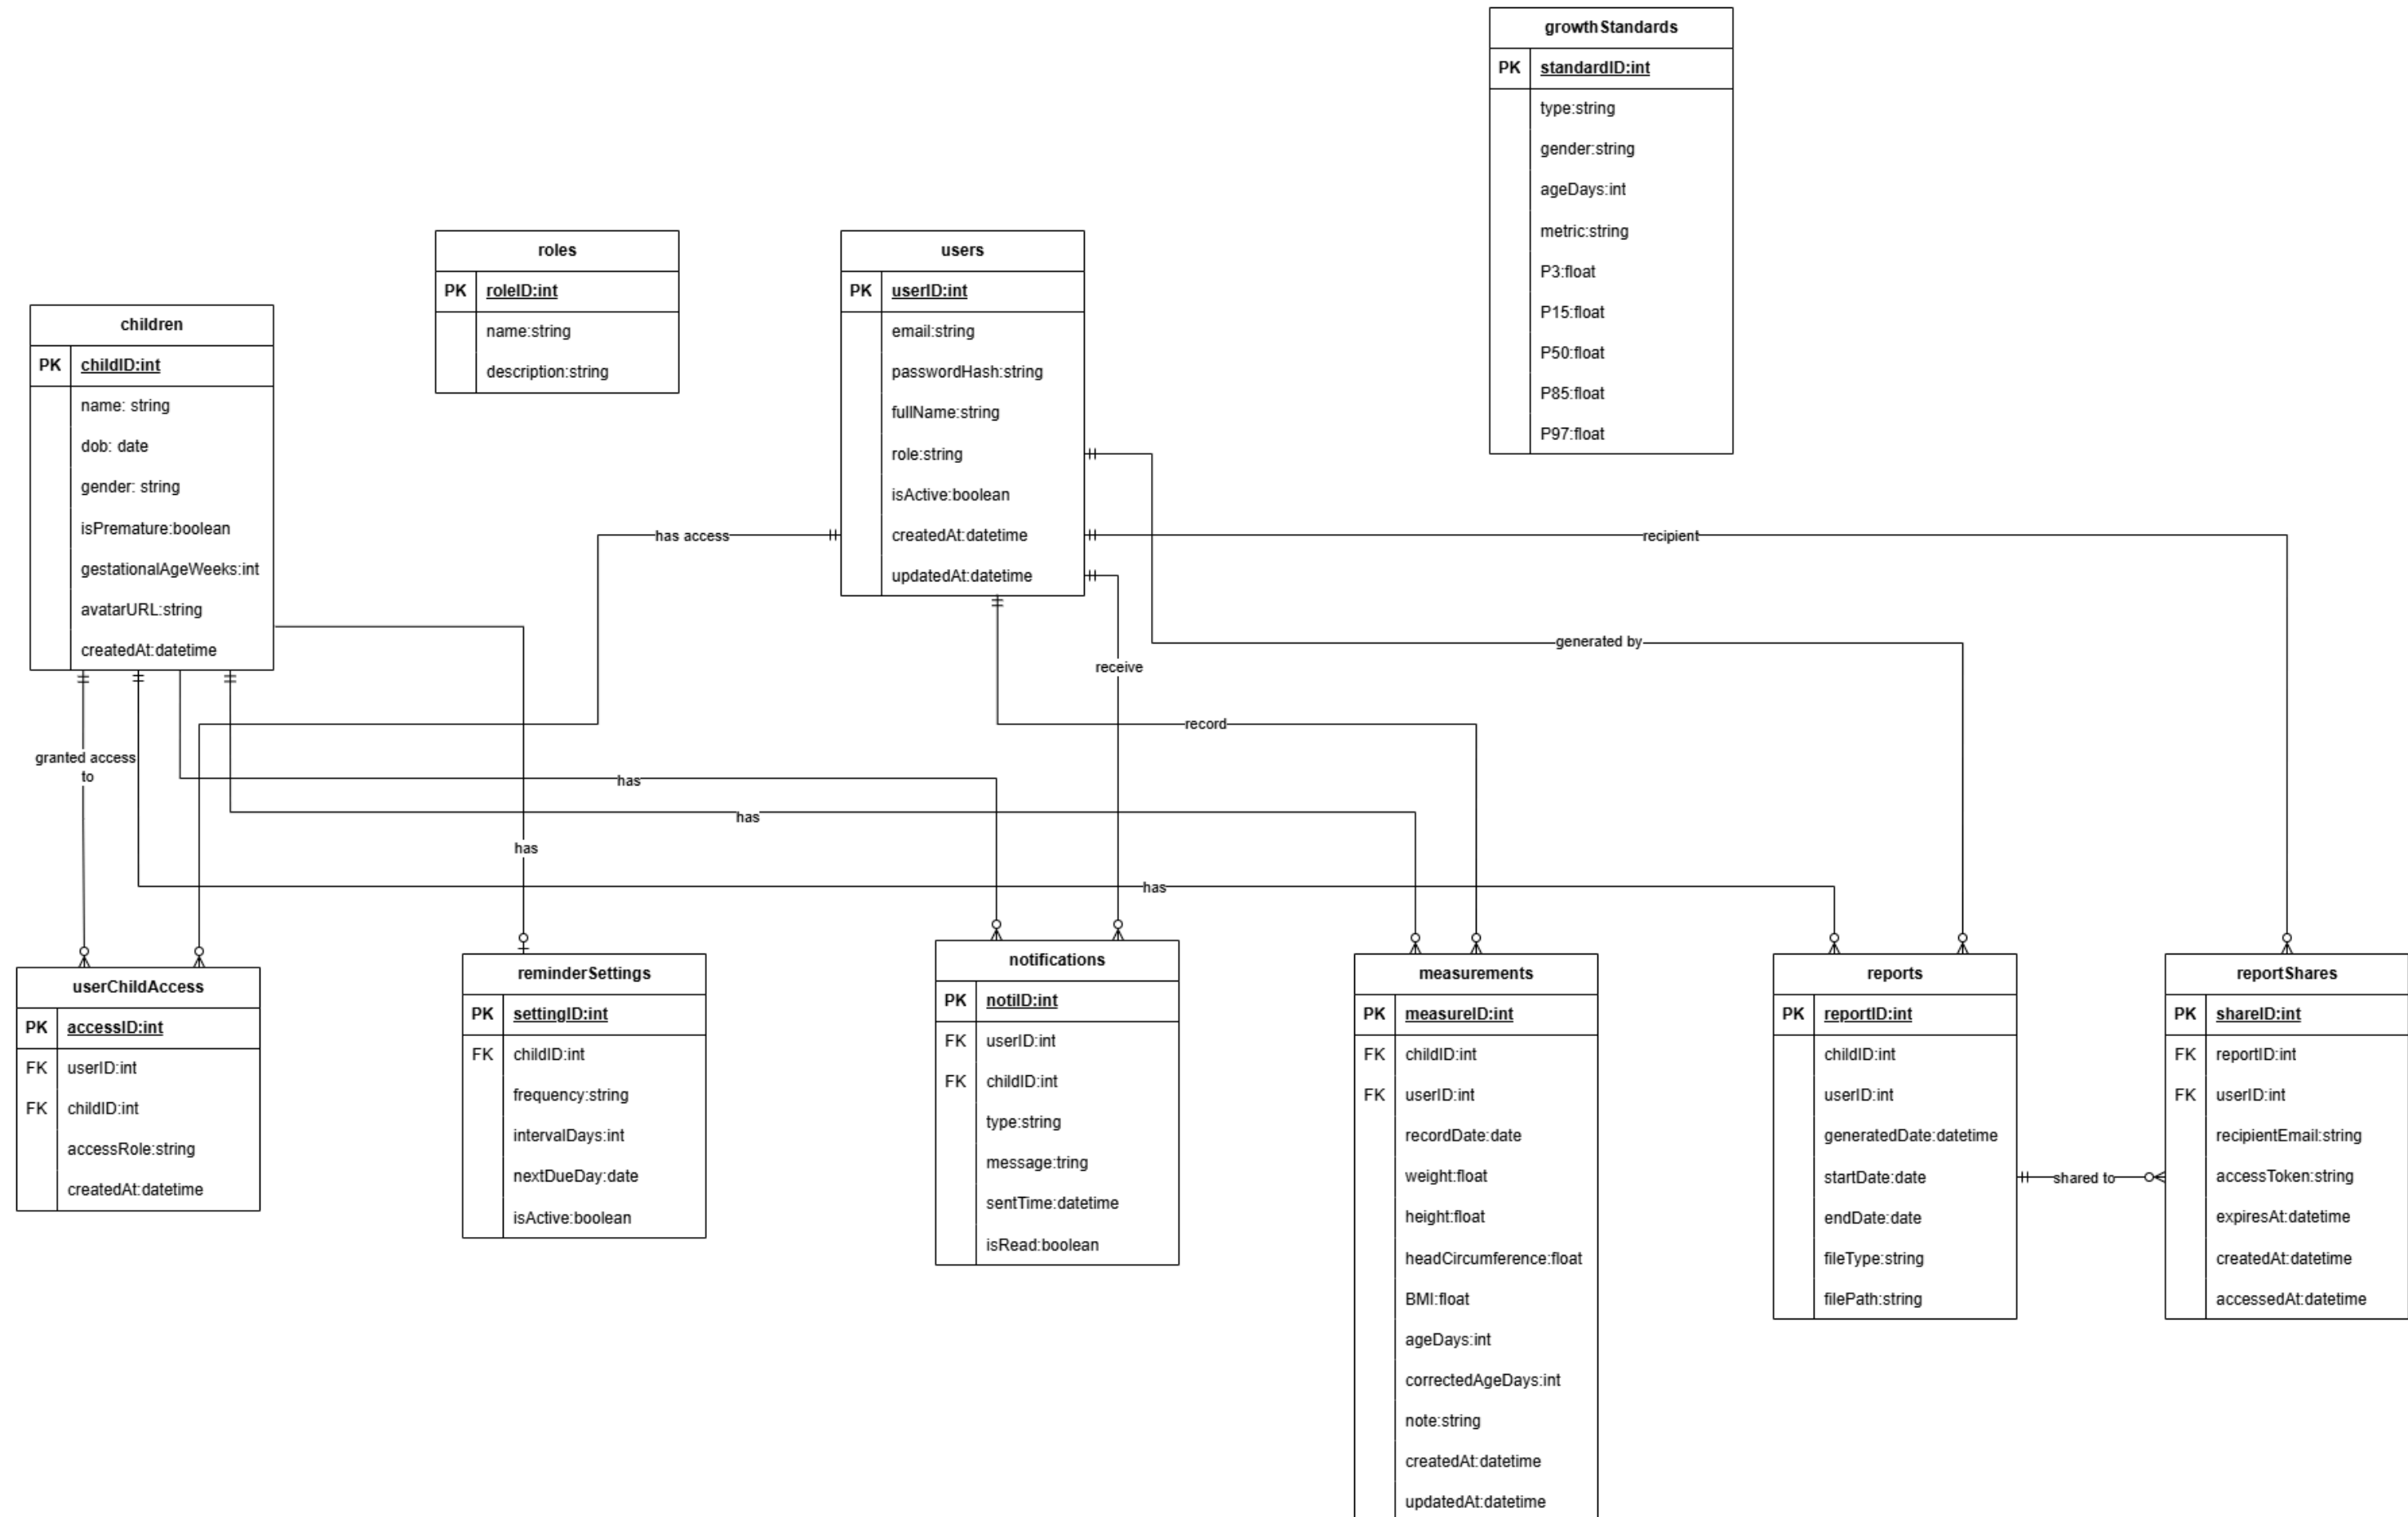 growthStandards
PK standardID:int
type:string
gender:string
ageDays:int
metric:string
P3:float
P15:float
P50:float
P85:float
P97:float
roles
PK roleID:int
name:string
description:string
users
PK userID:int
email:string
passwordHash:string
fullName:string
role:string
isActive:boolean
createdAt:datetime
updatedAt:datetime
children
PK childID:int
name: string
dob: date
gender: string
isPremature:boolean
gestationalAgeWeeks:int
avatarURL:string
createdAt:datetime
has access
recipient
generated by
receive
record
granted access
to
has
has
has
has
userChildAccess
PK accessID:int
FK userID:int
FK childID:int
accessRole:string
createdAt:datetime
reminderSettings
PK settingID:int
FK childID:int
frequency:string
intervalDays:int
nextDueDay:date
isActive:boolean
notifications
PK notiID:int
FK userID:int
FK childID:int
type:string
message:tring
sentTime:datetime
isRead:boolean
measurements
PK measureID:int
FK childID:int
FK userID:int
recordDate:date
weight:float
height:float
headCircumference:float
BMI:float
ageDays:int
correctedAgeDays:int
note:string
createdAt:datetime
updatedAt:datetime
reports
PK reportID:int
childID:int
userID:int
generatedDate:datetime
startDate:date
endDate:date
fileType:string
filePath:string
shared to
reportShares
PK shareID:int
FK reportID:int
FK userID:int
recipientEmail:string
accessToken:string
expiresAt:datetime
createdAt:datetime
accessedAt:datetime